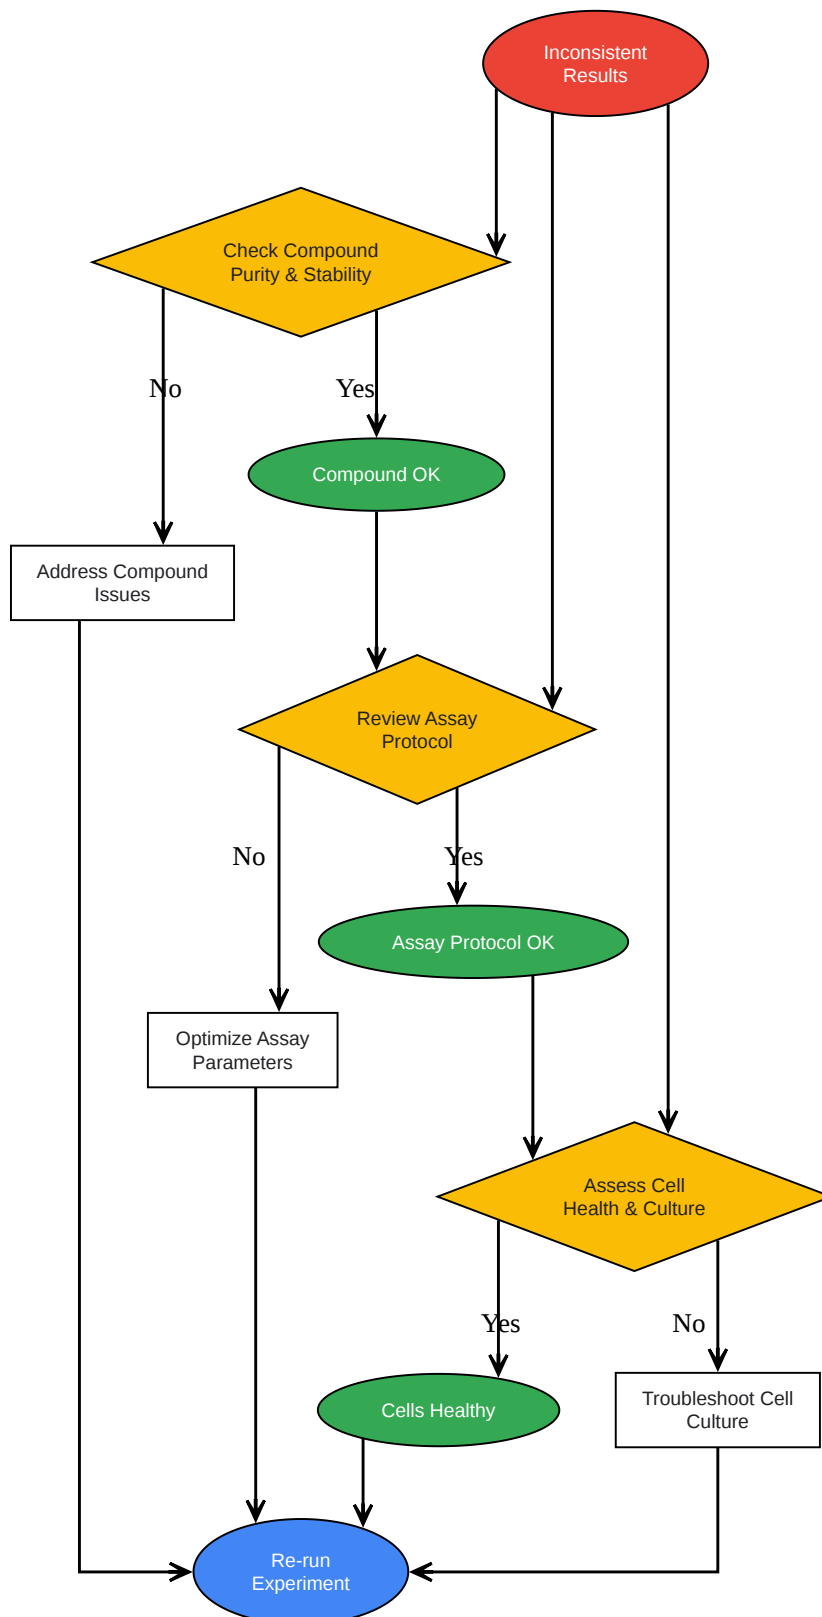 Inconsistent
Results
Check Compound
Purity & Stability
No
Yes
Compound OK
Address Compound
Issues
Review Assay
Protocol
No
Yes
Assay Protocol OK
Optimize Assay
Parameters
Assess Cell
Health & Culture
Yes
No
Cells Healthy
Troubleshoot Cell
Culture
Re-run
Experiment